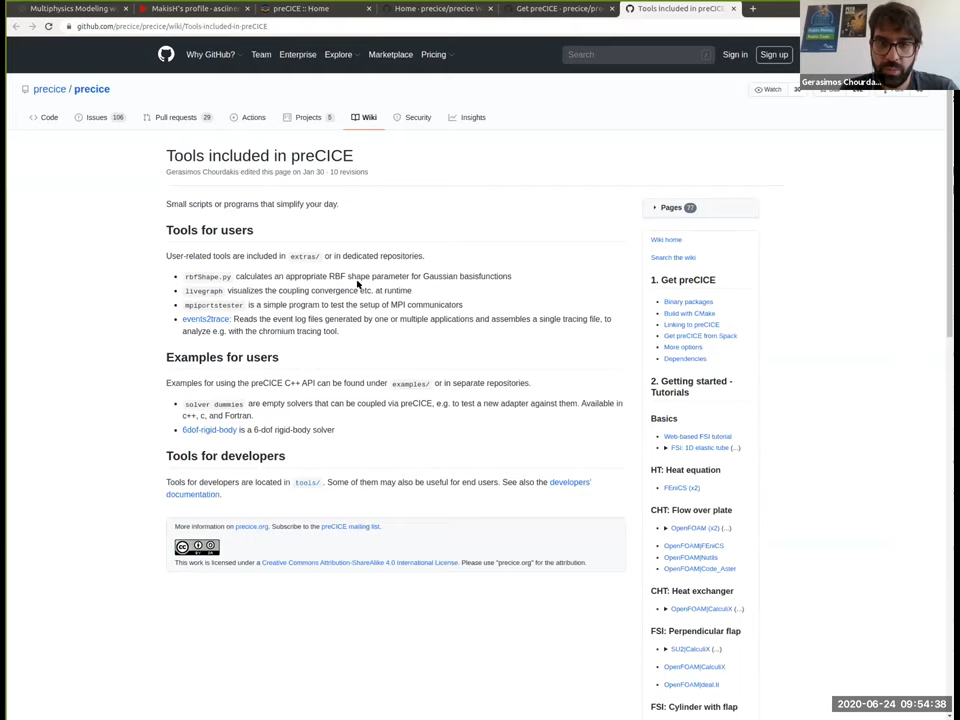 Multiphysics Modeling w
MakisH's profile - asciine
preCICE :: Home
Home · precice/precice W
Get preCICE · precice/pre
Tools included in preCIC
github.com/precice/precice/wiki/Tools-included-in-preCICE
Why GitHub? Team Enterprise Explore Marketplace Pricing Search / Sign in Sign up
Gerasimos Chourda...
precice / precice
Watch
Code Issues 106 Pull requests 29 Actions Projects 5 Wiki Security Insights
Tools included in preCICE
Gerasimos Chourdakis edited this page on Jan 30 · 10 revisions
Small scripts or programs that simplify your day.
Tools for users
User-related tools are included in extras/ or in dedicated repositories.
• rbfShape.py calculates an appropriate RBF shape parameter for Gaussian basisfunctions
• livegraph visualizes the coupling convergence etc. at runtime
• mpiportstester is a simple program to test the setup of MPI communicators
• events2trace: Reads the event log files generated by one or multiple applications and assembles a single tracing file, to
analyze e.g. with the chromium tracing tool.
Examples for users
Examples for using the preCICE C++ API can be found under examples/ or in separate repositories.
• solver dummies are empty solvers that can be coupled via preCICE, e.g. to test a new adapter against them. Available in
c++, c, and Fortran.
• 6dof-rigid-body is a 6-dof rigid-body solver
Tools for developers
Tools for developers are located in tools/. Some of them may also be useful for end users. See also the developers'
documentation.
More information on precice.org. Subscribe to the preCICE mailing list.
This work is licensed under a Creative Commons Attribution-ShareAlike 4.0 International License. Please use "precice.org" for the attribution.
Pages 77
Wiki home
Search the wiki
1. Get preCICE
• Binary packages
• Build with CMake
• Linking to preCICE
• Get preCICE from Spack
• More options
• Dependencies
2. Getting started -
Tutorials
Basics
• Web-based FSI tutorial
• FSI: 1D elastic tube (...)
HT: Heat equation
• FEniCS (x2)
CHT: Flow over plate
• OpenFOAM (x2) (...)
• OpenFOAM|FEniCS
• OpenFOAM|Nutils
• OpenFOAM|Code_Aster
CHT: Heat exchanger
• OpenFOAM|CalculiX (...)
FSI: Perpendicular flap
• SU2|CalculiX (...)
• OpenFOAM|CalculiX
• OpenFOAM|deal.II
FSI: Cylinder with flap
2020-06-24 09:54:38